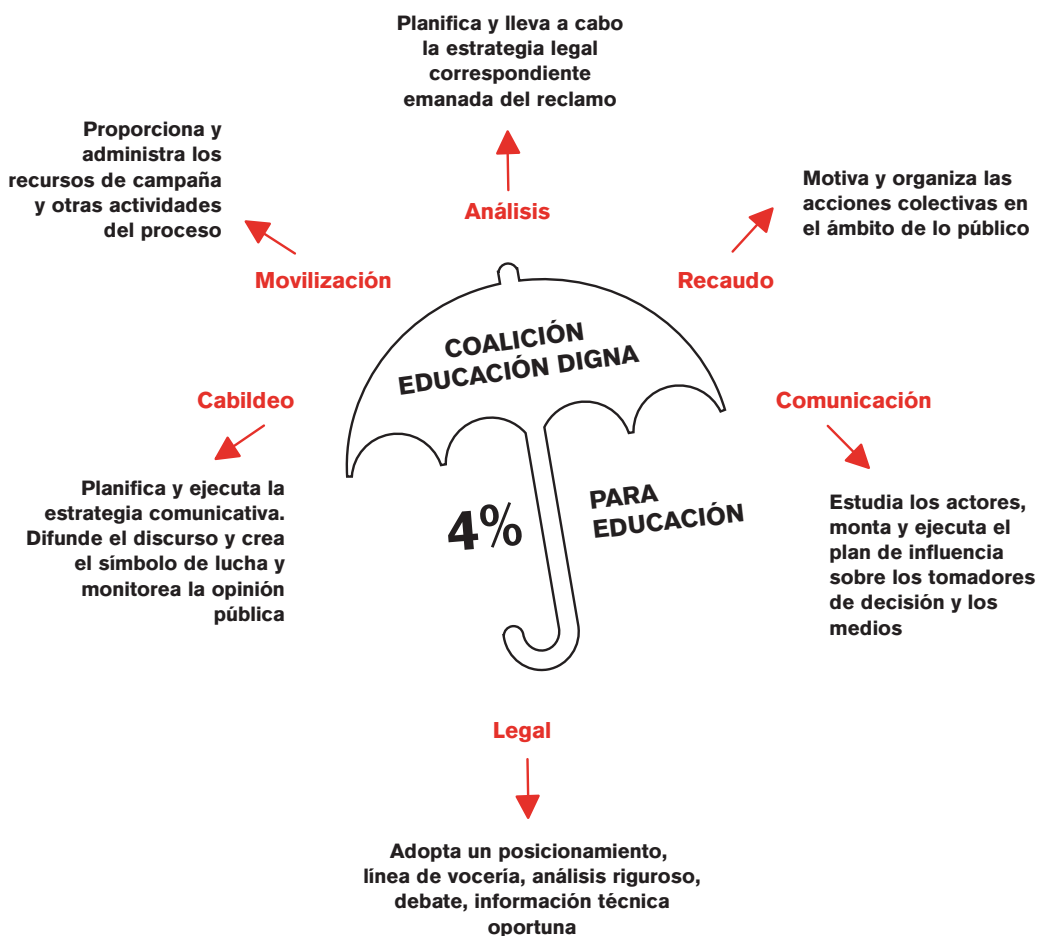 Planifica y lleva a cabo
la estrategia legal
correspondiente
emanada del reclamo
Análisis
Proporciona y
administra los
recursos de campaña
y otras actividades
del proceso
Movilización
Motiva y organiza las
acciones colectivas en
el ámbito de lo público
Recaudo
COALICIÓN
EDUCACIÓN DIGNA
4%
PARA
EDUCACIÓN
Cabildeo
Planifica y ejecuta la
estrategia comunicativa.
Difunde el discurso y crea
el símbolo de lucha y
monitorea la opinión
pública
Comunicación
Estudia los actores,
monta y ejecuta el
plan de influencia
sobre los tomadores
de decisión y los
medios
Legal
Adopta un posicionamiento,
línea de vocería, análisis riguroso,
debate, información técnica
oportuna